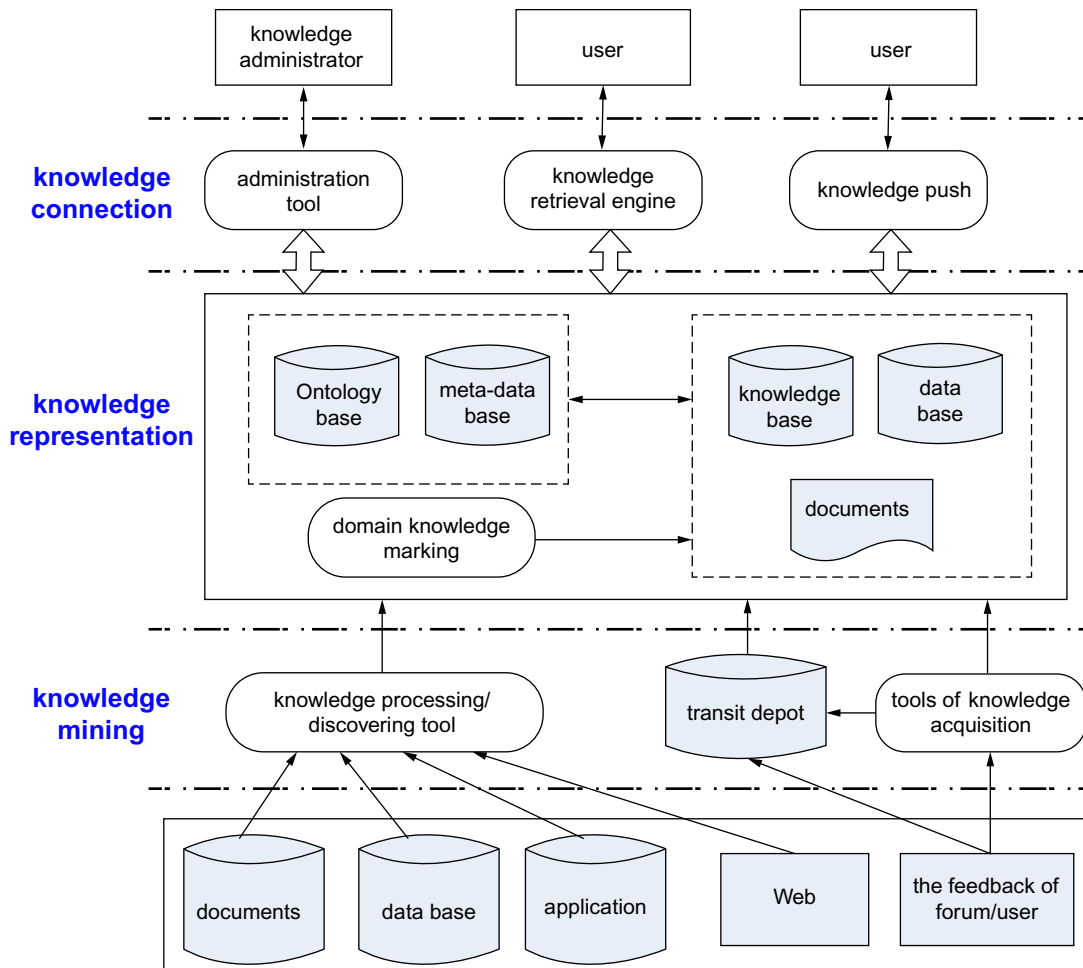 knowledge
administrator
user
user
knowledge
connection
administration
tool
knowledge
retrieval engine
knowledge push
knowledge
representation
Ontology
base
meta-data
base
knowledge
base
data
base
domain knowledge
marking
documents
knowledge
mining
knowledge processing/
discovering tool
transit depot
tools of knowledge
acquisition
documents
data base
application
Web
the feedback of
forum/user